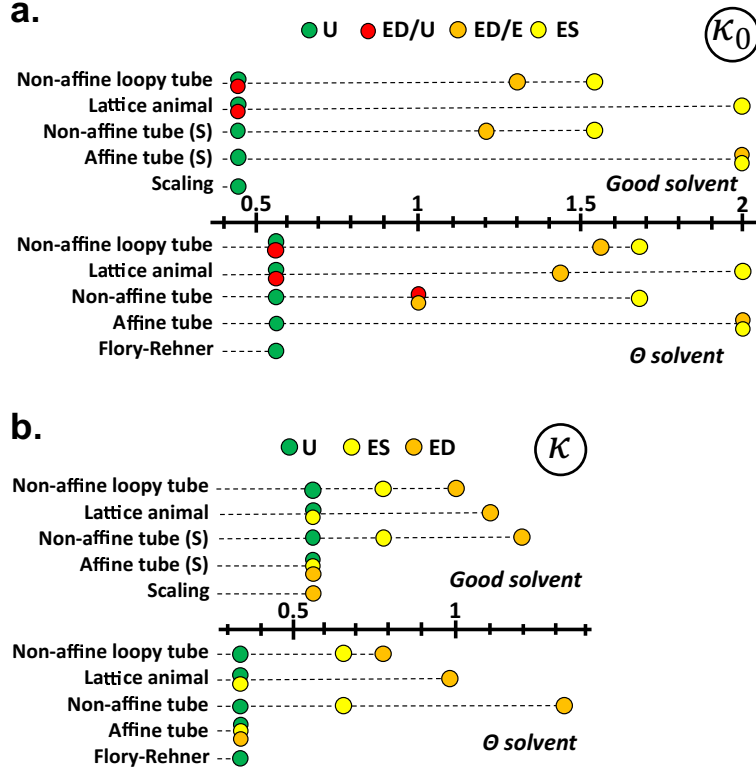 a.
U ED/U ED/E ES
κ₀
Non-affine loopy tube
Lattice animal
Non-affine tube (S)
Affine tube (S)
Scaling
Good solvent
0.5 1 1.5 2
Non-affine loopy tube
Lattice animal
Non-affine tube
Affine tube
Flory-Rehner
Θ solvent
b.
U ES ED
κ
Non-affine loopy tube
Lattice animal
Non-affine tube (S)
Affine tube (S)
Scaling
Good solvent
0.5 1
Non-affine loopy tube
Lattice animal
Non-affine tube
Affine tube
Flory-Rehner
Θ solvent